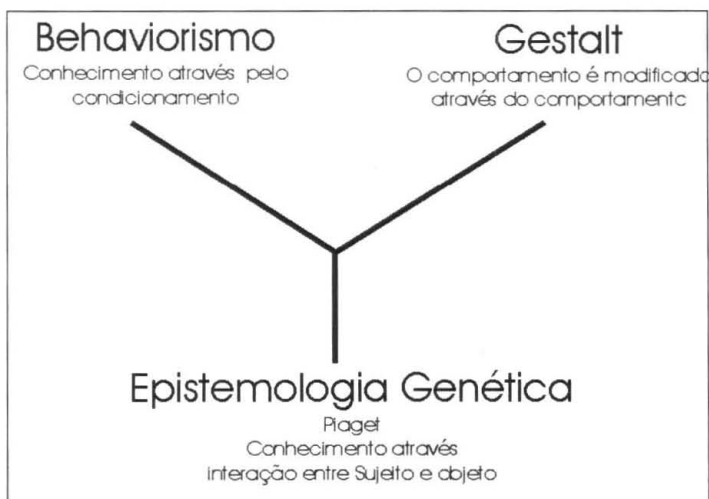 Behaviorismo
Conhecimento através pelo
condicionamento
Gestalt
O comportamento é modificado
através do comportamentc
Epistemologia Genética
Piaget
Conhecimento através
interação entre Sujeito e objeto